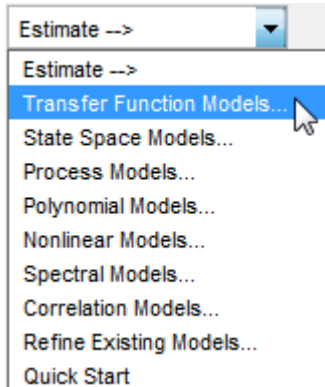 Estimate -->
Estimate -->
Transfer Function Models...
State Space Models...
Process Models...
Polynomial Models...
Nonlinear Models...
Spectral Models...
Correlation Models...
Refine Existing Models...
Quick Start